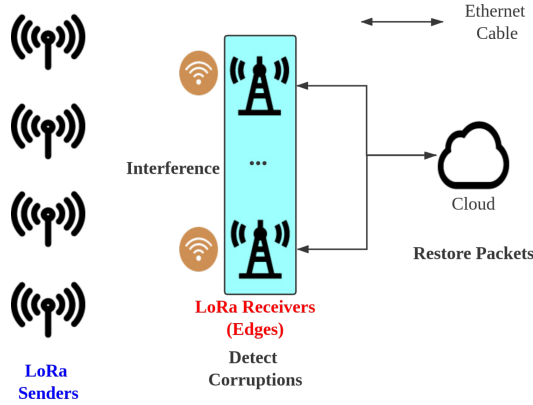 Ethernet
Cable
Interference
...
Cloud
Restore Packets
LoRa Receivers
(Edges)
Detect
Corruptions
LoRa
Senders